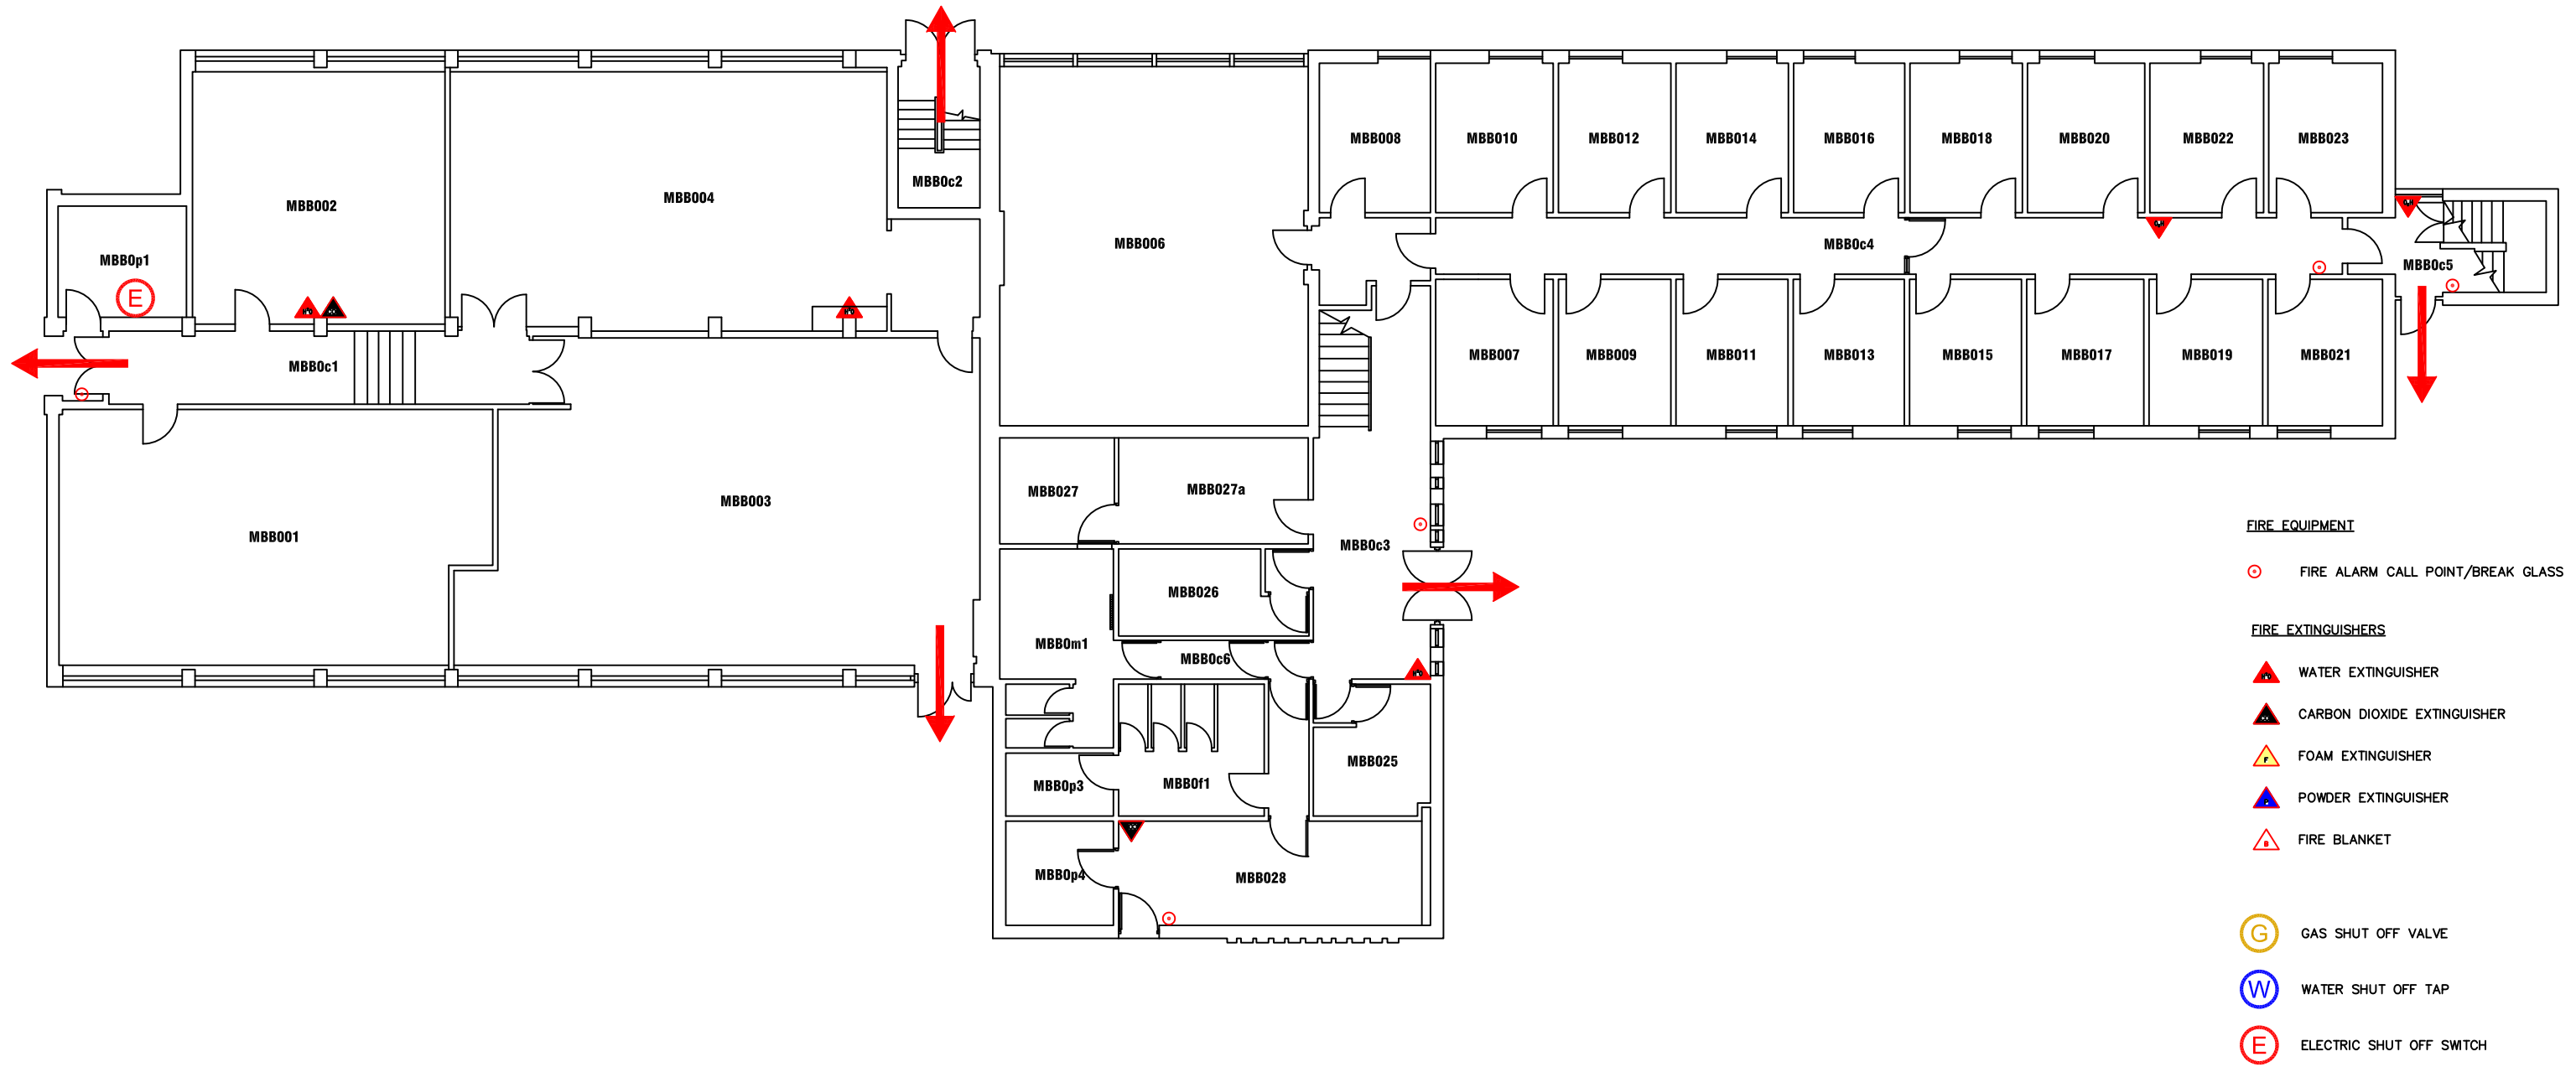 MBB008
MBB010
MBB012
MBB014
MBB016
MBB018
MBB020
MBB022
MBB023
MBB002
MBB004
MBB0c2
MBB006
MBB0c4
MBB0c5
MBB0p1
E
MBB0c1
MBB007
MBB009
MBB011
MBB013
MBB015
MBB017
MBB019
MBB021
MBB001
MBB003
MBB027
MBB027a
MBB0c3
MBB026
MBB0m1
MBB0c6
MBB025
MBB0p3
MBB0f1
MBB0p4
MBB028
FIRE EQUIPMENT
FIRE ALARM CALL POINT/BREAK GLASS
FIRE EXTINGUISHERS
WATER EXTINGUISHER
CARBON DIOXIDE EXTINGUISHER
F FOAM EXTINGUISHER
POWDER EXTINGUISHER
B FIRE BLANKET
G GAS SHUT OFF VALVE
W WATER SHUT OFF TAP
E ELECTRIC SHUT OFF SWITCH